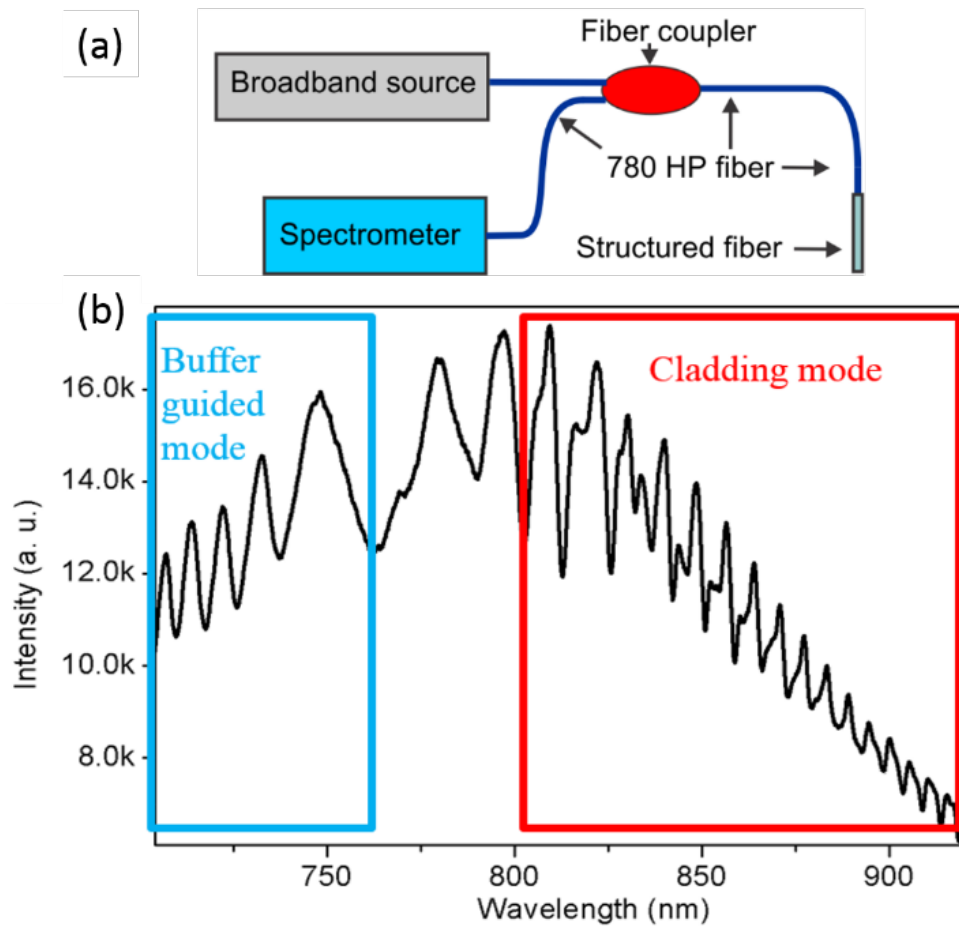 (a)
Fiber coupler
Broadband source
780 HP fiber
Spectrometer
Structured fiber
(b)
Buffer
guided
mode
Cladding mode
16.0k
14.0k
12.0k
10.0k
8.0k
Intensity (a. u.)
750
800
850
900
Wavelength (nm)